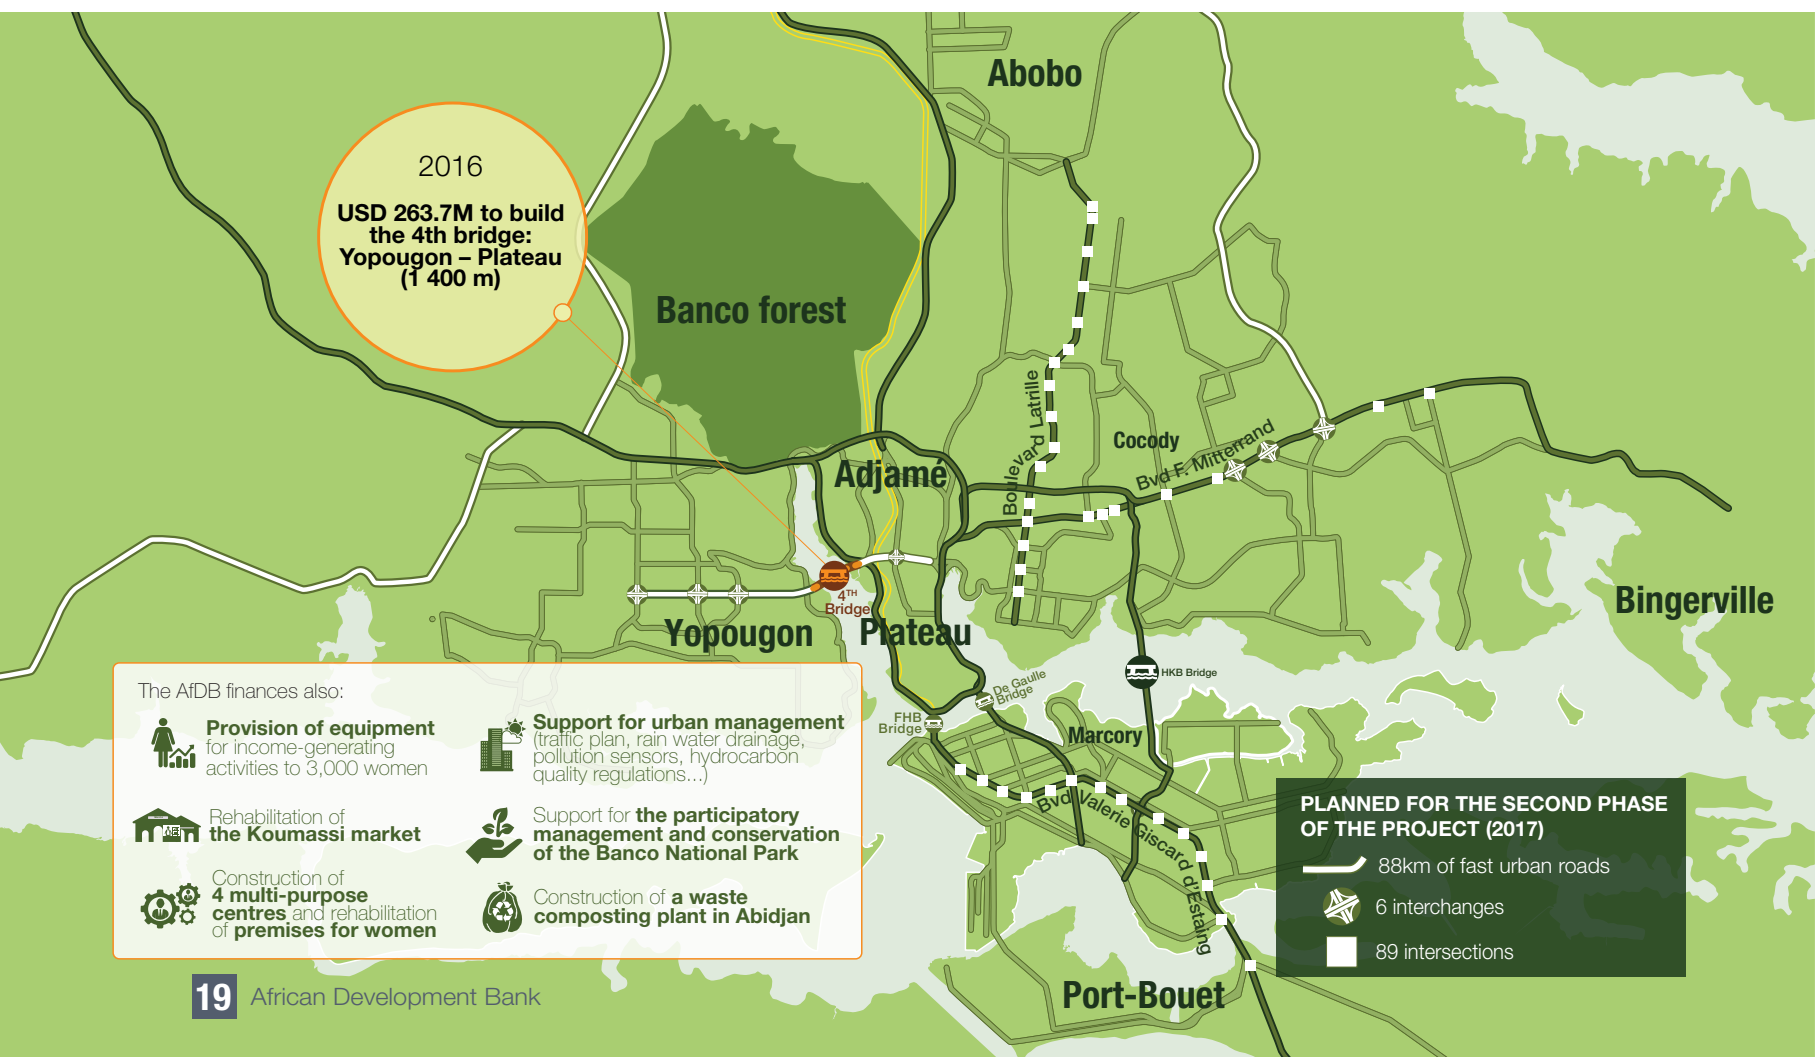 Abobo
2016
USD 263.7M to build
the 4th bridge:
Yopougon – Plateau
(1 400 m)
Banco forest
Boulevard Latrille
Cocody
Bvd F. Mitterrand
Adjamé
4TH
Bridge
Bingerville
Yopougon
Plateau
HKB Bridge
De Gaulle
Bridge
FHB
Bridge
Marcory
Bvd Valerie Giscard d'Estaing
Port-Bouet
The AfDB finances also:
Provision of equipment
for income-generating
activities to 3,000 women
Rehabilitation of
the Koumassi market
Construction of
4 multi-purpose
centres and rehabilitation
of premises for women
Support for urban management
(traffic plan, rain water drainage,
pollution sensors, hydrocarbon
quality regulations...)
Support for the participatory
management and conservation
of the Banco National Park
Construction of a waste
composting plant in Abidjan
PLANNED FOR THE SECOND PHASE
OF THE PROJECT (2017)
88km of fast urban roads
6 interchanges
89 intersections
19 African Development Bank